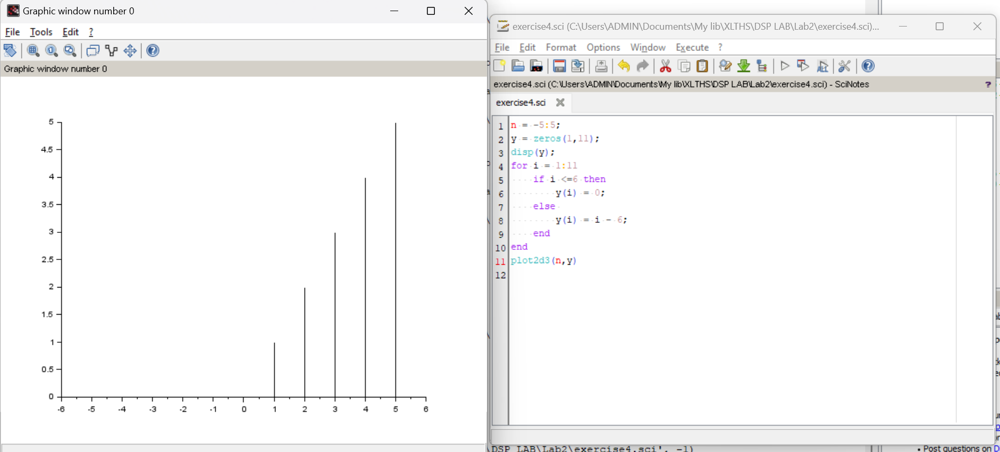 Graphic window number 0
File Tools Edit ?
Graphic window number 0
5
4.5
4
3.5
3
2.5
2
1.5
1
0.5
0
-6 -5 -4 -3 -2 -1 0 1 2 3 4 5 6
exercise4.sci (C:\Users\ADMIN\Documents\My lib\XLTHS\DSP LAB\Lab2\exercise4.sci)...
File Edit Format Options Window Execute ?
exercise4.sci (C:\Users\ADMIN\Documents\My lib\XLTHS\DSP LAB\Lab2\exercise4.sci) - SciNotes ?
exercise4.sci
1 n = -5:5;
2 y = zeros(1,11);
3 disp(y);
4 for i = 1:11
5 if i <=6 then
6 y(i) = 0;
7 else
8 y(i) = i - 6;
9 end
10 end
11 plot2d3(n,y)
12
\DSP LAB\Lab2\exercise4.sci', -1)
• Post questions on